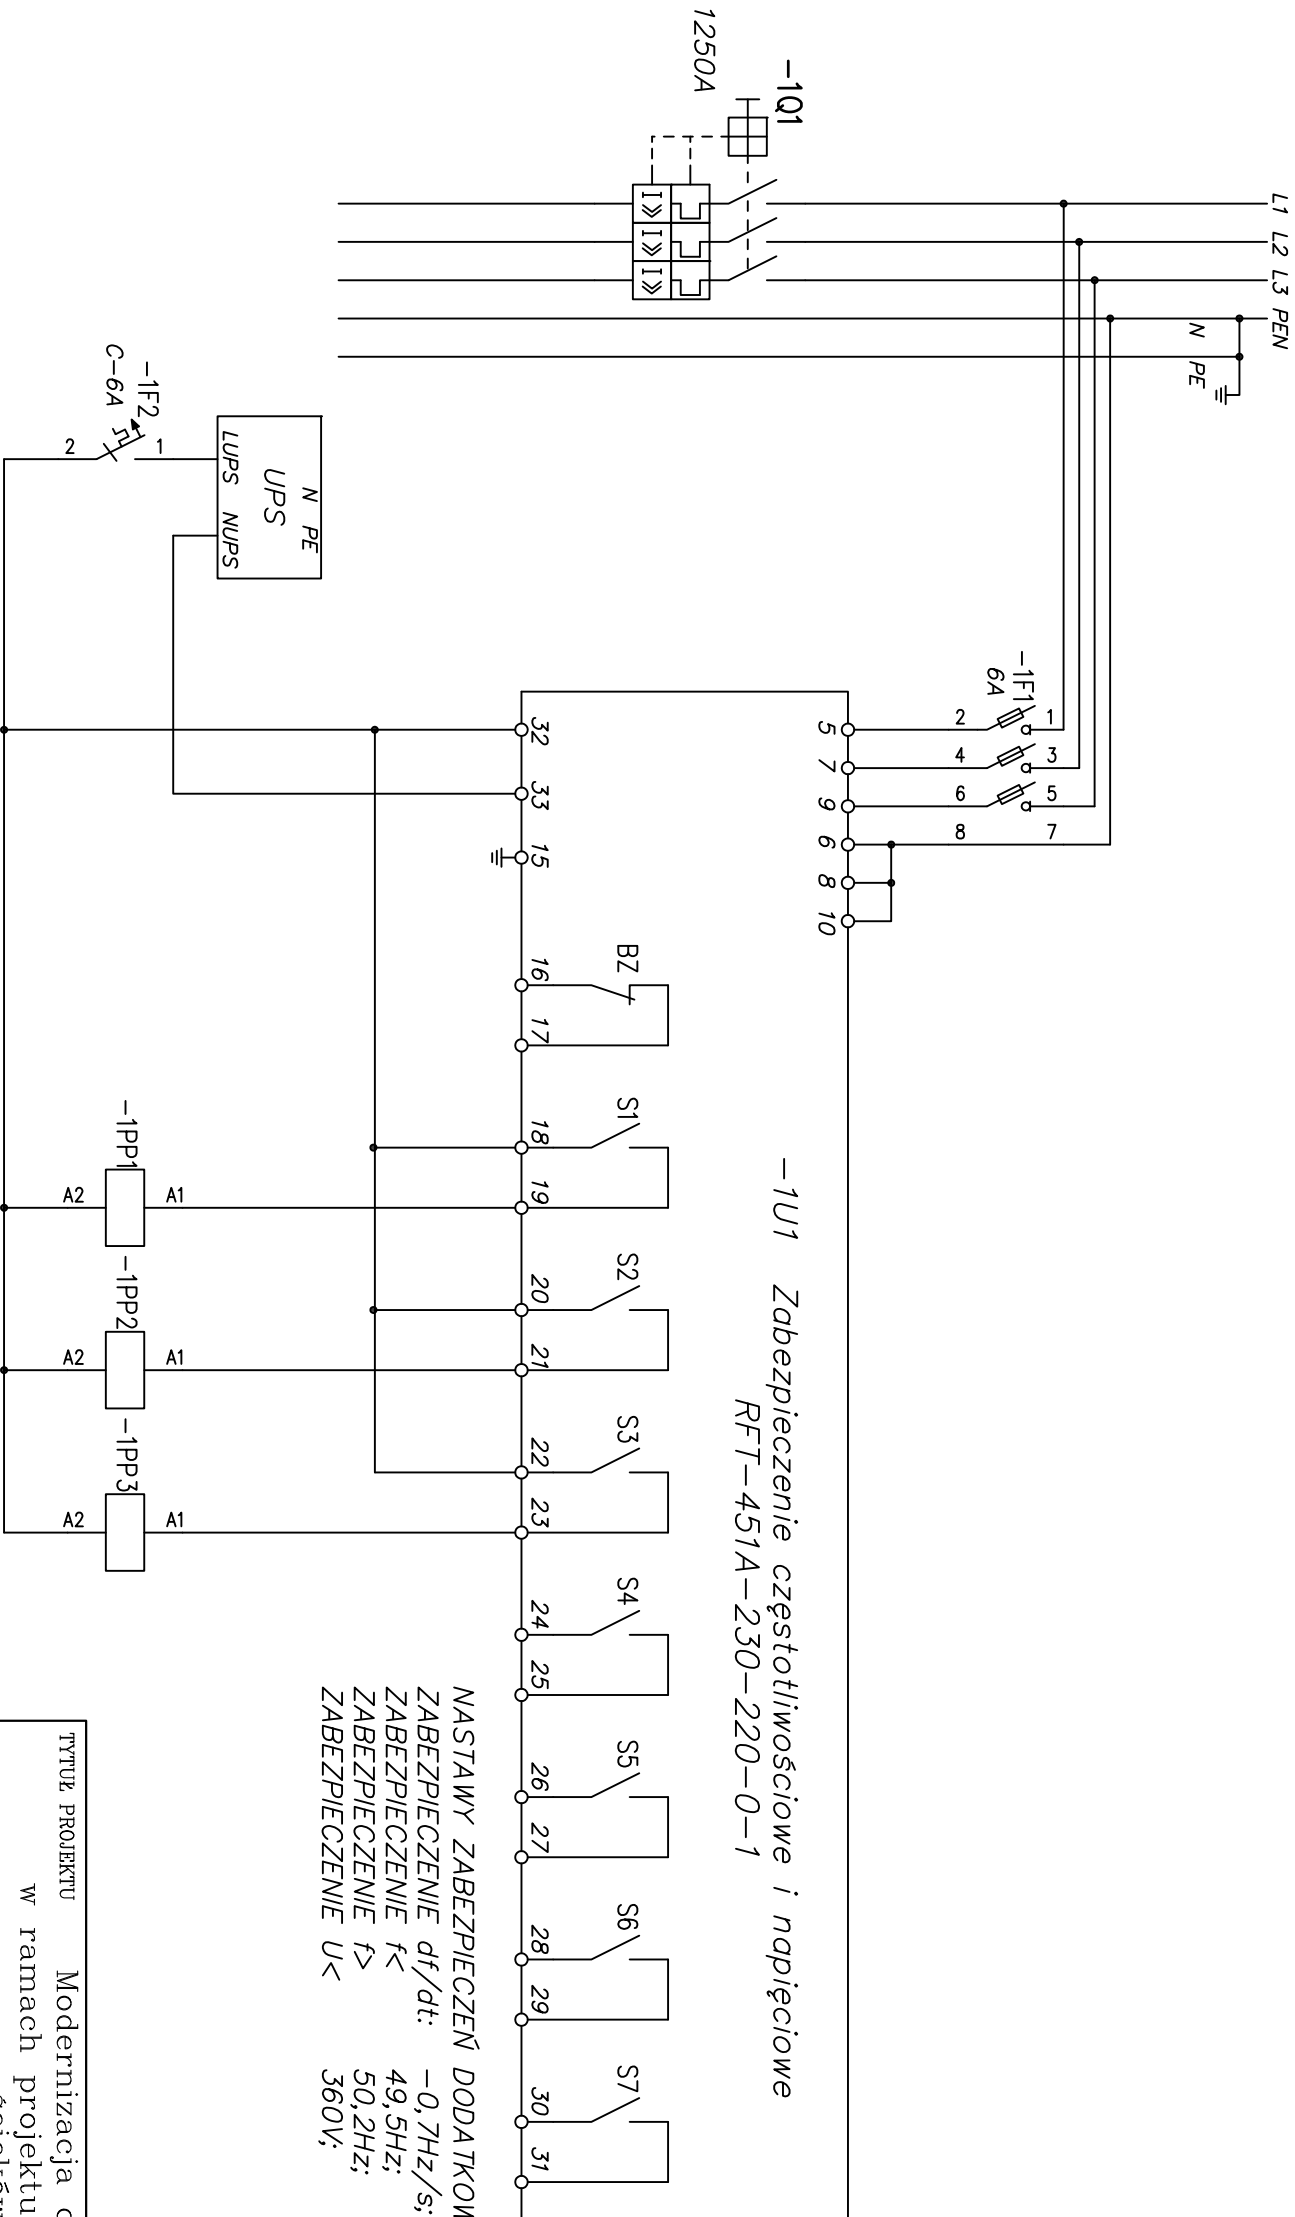 L1 L2 L3 PEN
N PE
-1Q1
1250A
-1F1
6A
1 3 5 7
2 4 6 8
5 7 9 6 8 10
-1U1 Zabezpieczenie częstotliwościowe i napięciowe
RFT-451A-230-220-0-1
BZ S1 S2 S3 S4 S5 S6 S7
32 33 15 16 17 18 19 20 21 22 23 24 25 26 27 28 29 30 31
N PE
UPS
LUPS NUPS
-1F2
C-6A
1
2
-1PP1 -1PP2 -1PP3
A1 A1 A1
A2 A2 A2
NASTAWY ZABEZPIECZEŃ
ZABEZPIECZENIE df/dt: -0,7Hz/s;
ZABEZPIECZENIE f< 49,5Hz;
ZABEZPIECZENIE f> 50,2Hz;
ZABEZPIECZENIE U< 360V;
TYTUŁ PROJEKTU Modernizacja
w ramach projektu